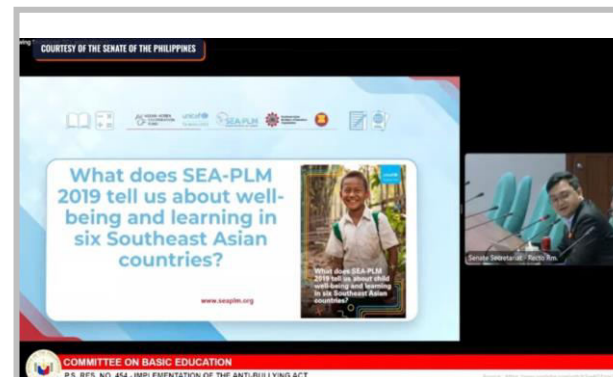 COURTESY OF THE SENATE OF THE PHILIPPINES
unicef
SEA-PLM
What does SEA-PLM
2019 tell us about well-
being and learning in
six Southeast Asian
countries?
unicef
What does SEA-PLM
2019 tell us about child
well-being and learning
in six Southeast Asian
countries?
www.seaplm.org
Senate Secretariat - Recto Rm.
COMMITTEE ON BASIC EDUCATION
P.S. RES. NO. 454 - IMPLEMENTATION OF THE ANTI-BULLYING ACT